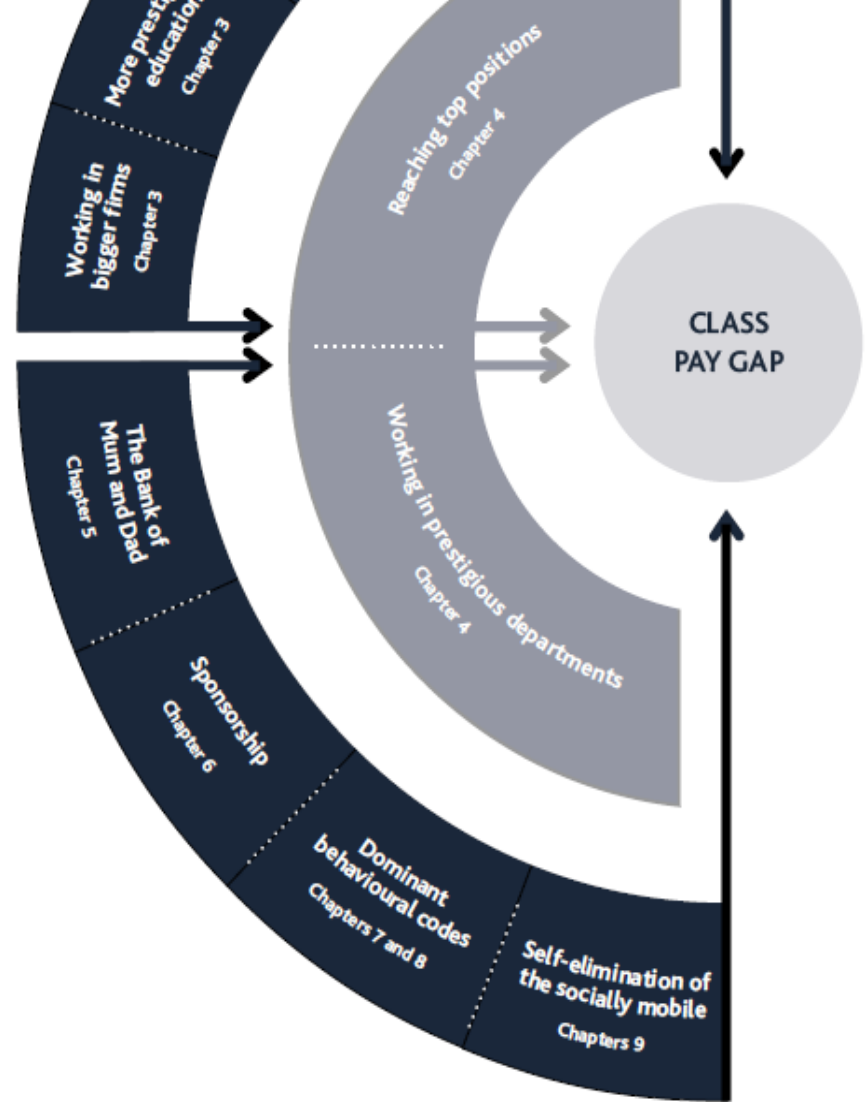 More
education
Chapter 3
Working in
bigger firms
Chapter 3
Reaching top positions
Chapter 4
CLASS
PAY GAP
The Bank of
Mum and Dad
Chapter 5
Working in prestigious departments
Chapter 4
Sponsorship
Chapter 6
Dominant
behavioural codes
Chapters 7 and 8
Self-elimination of
the socially mobile
Chapters 9